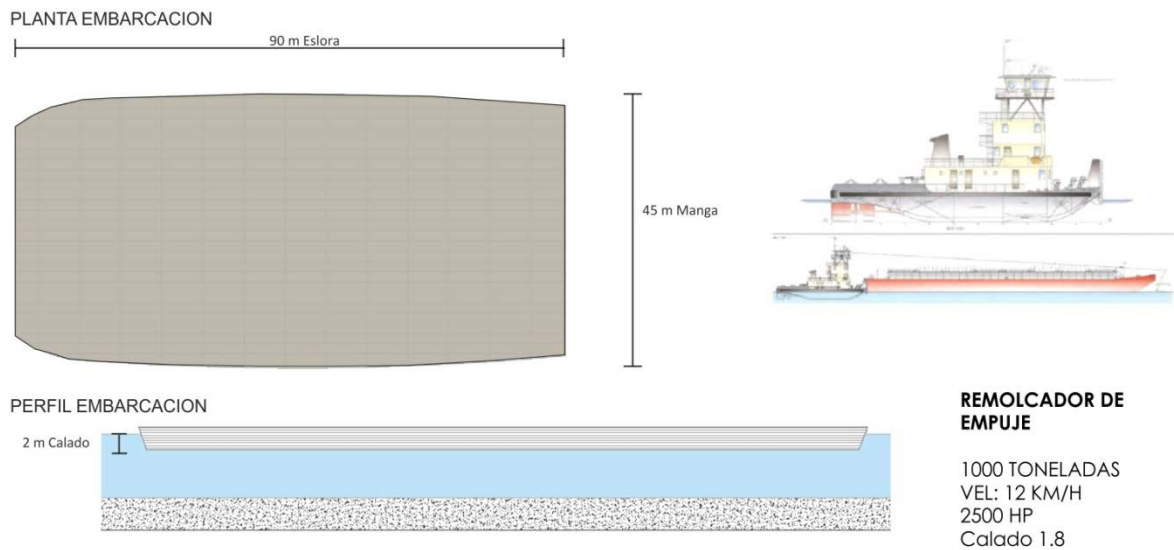 PLANTA EMBARCACION
90 m Eslora
45 m Manga
PERFIL EMBARCACION
2 m Calado
REMOLCADOR DE
EMPUJE
1000 TONELADAS
VEL: 12 KM/H
2500 HP
Calado 1.8